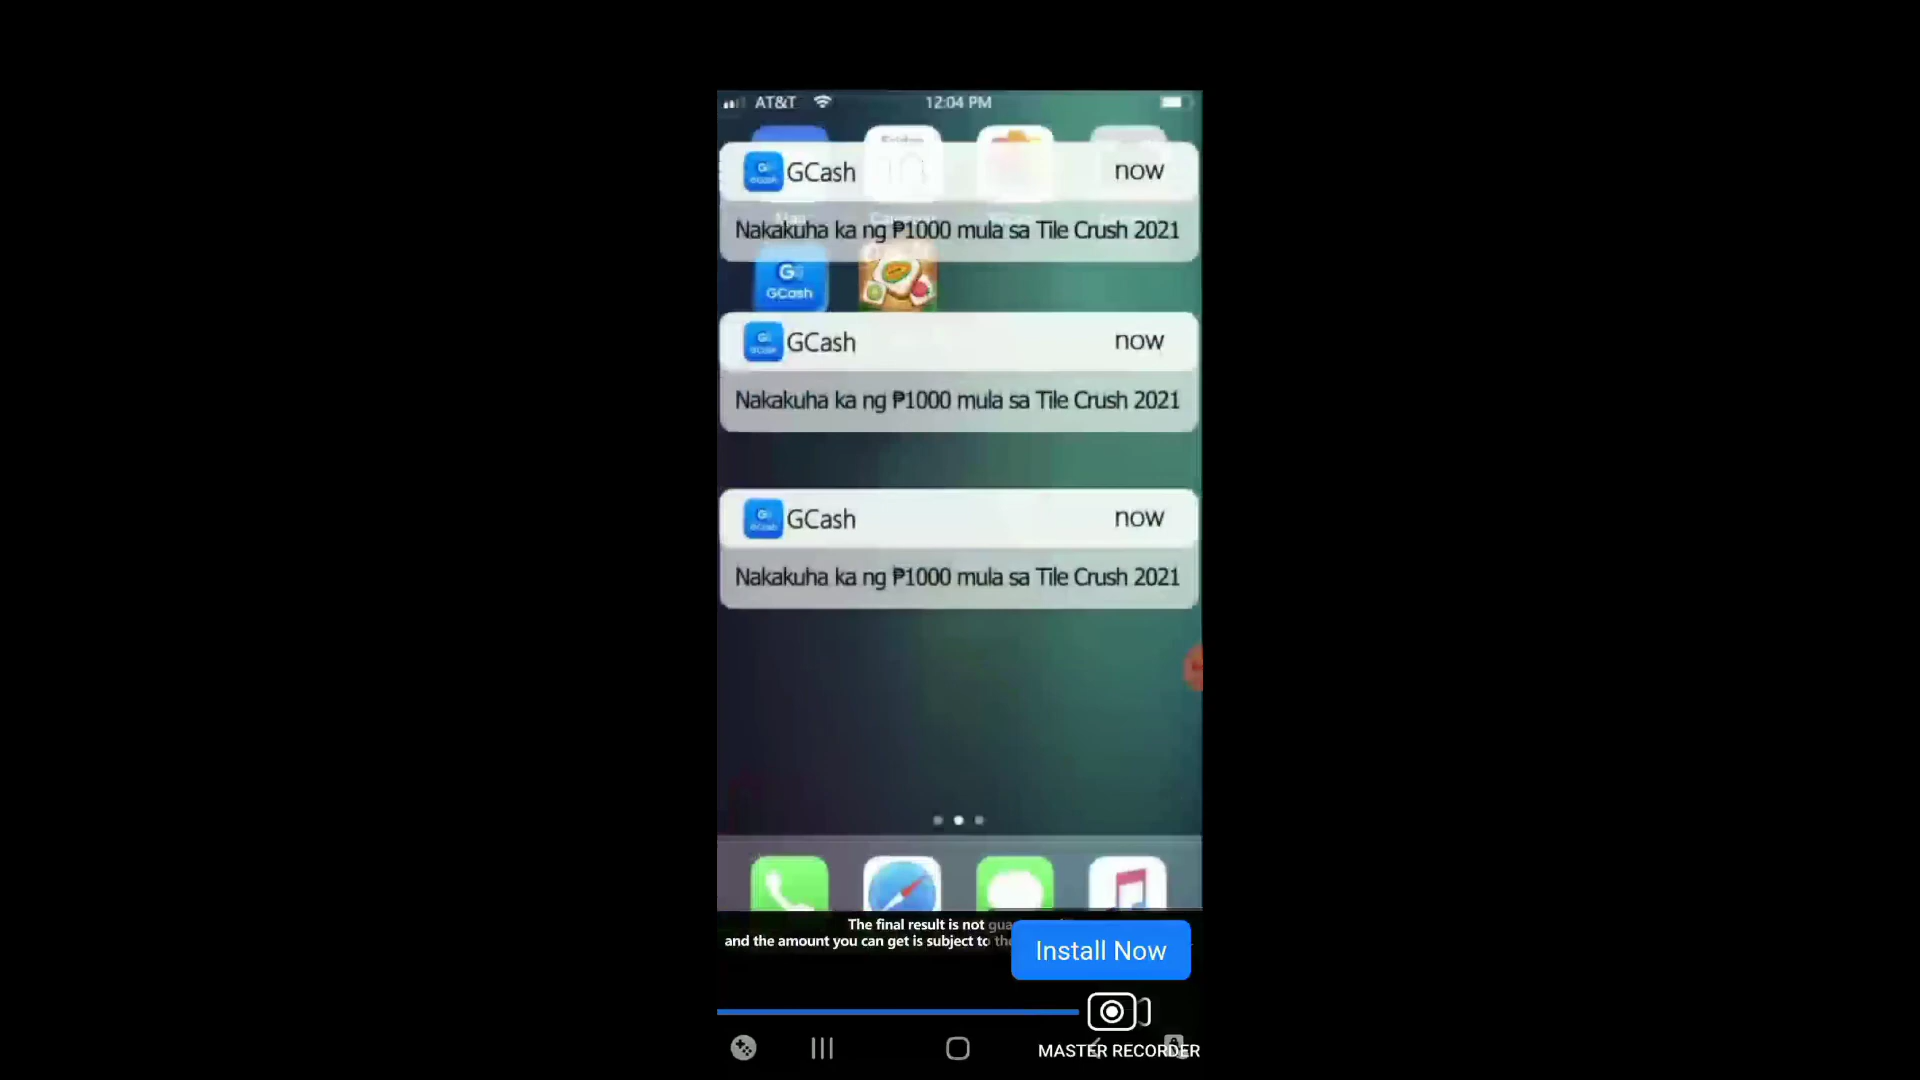 AT&T
12:04 PM
GCash
now
Nakakuha ka ng ₱1000 mula sa Tile Crush 2021
G
GCash
GCash
now
Nakakuha ka ng ₱1000 mula sa Tile Crush 2021
GCash
now
Nakakuha ka ng ₱1000 mula sa Tile Crush 2021
The final result is not
and the amount you can get is subject to
Install Now
MASTER RECORDER